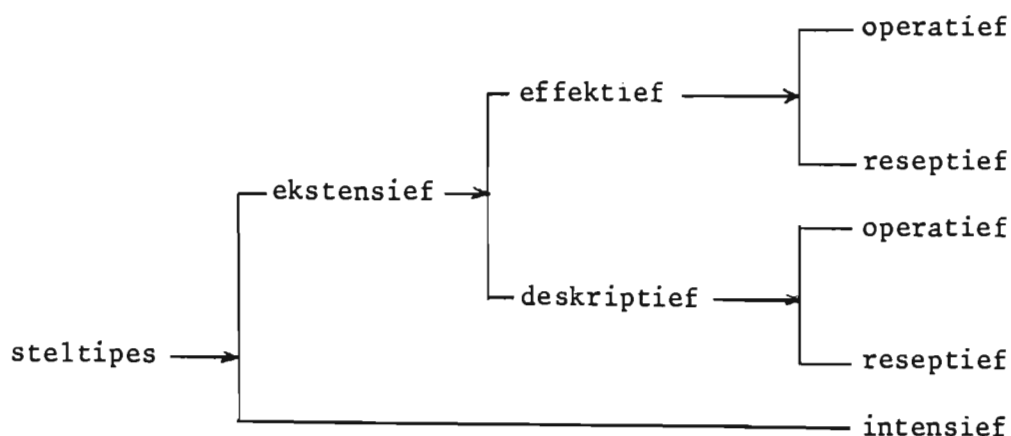 operatief
effektief
reseptief
ekstensief
operatief
deskriptief
steltipes
reseptief
intensief